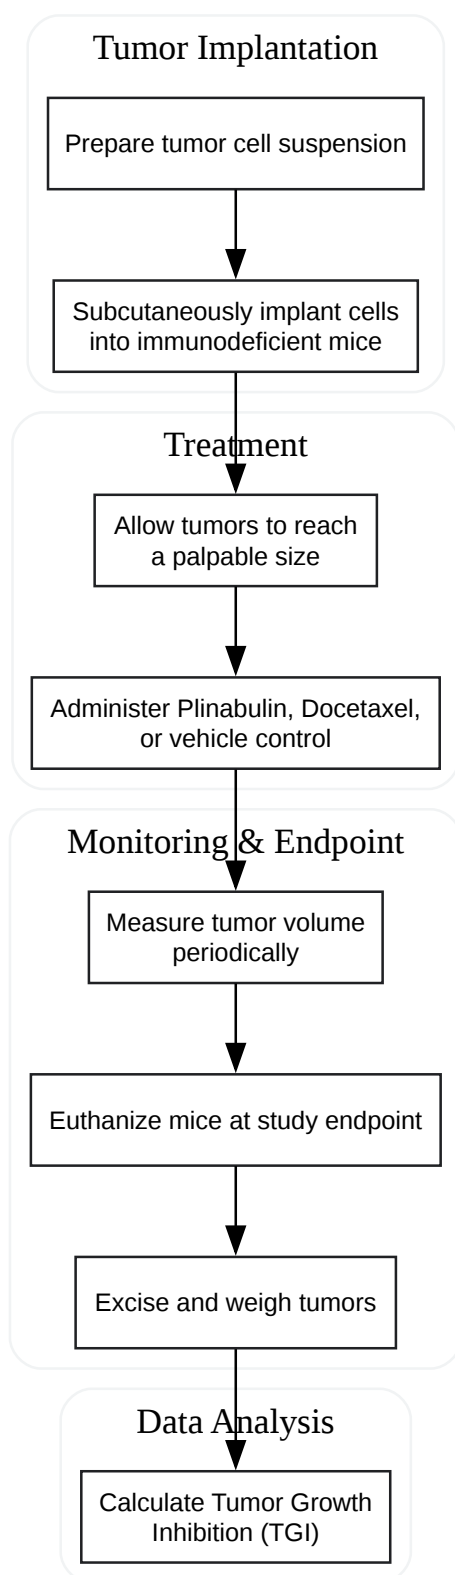 Tumor Implantation
Prepare tumor cell suspension
Subcutaneously implant cells
into immunodeficient mice
Treatment
Allow tumors to reach
a palpable size
Administer Plinabulin, Docetaxel,
or vehicle control
Monitoring & Endpoint
Measure tumor volume
periodically
Euthanize mice at study endpoint
Excise and weigh tumors
Data Analysis
Calculate Tumor Growth
Inhibition (TGI)